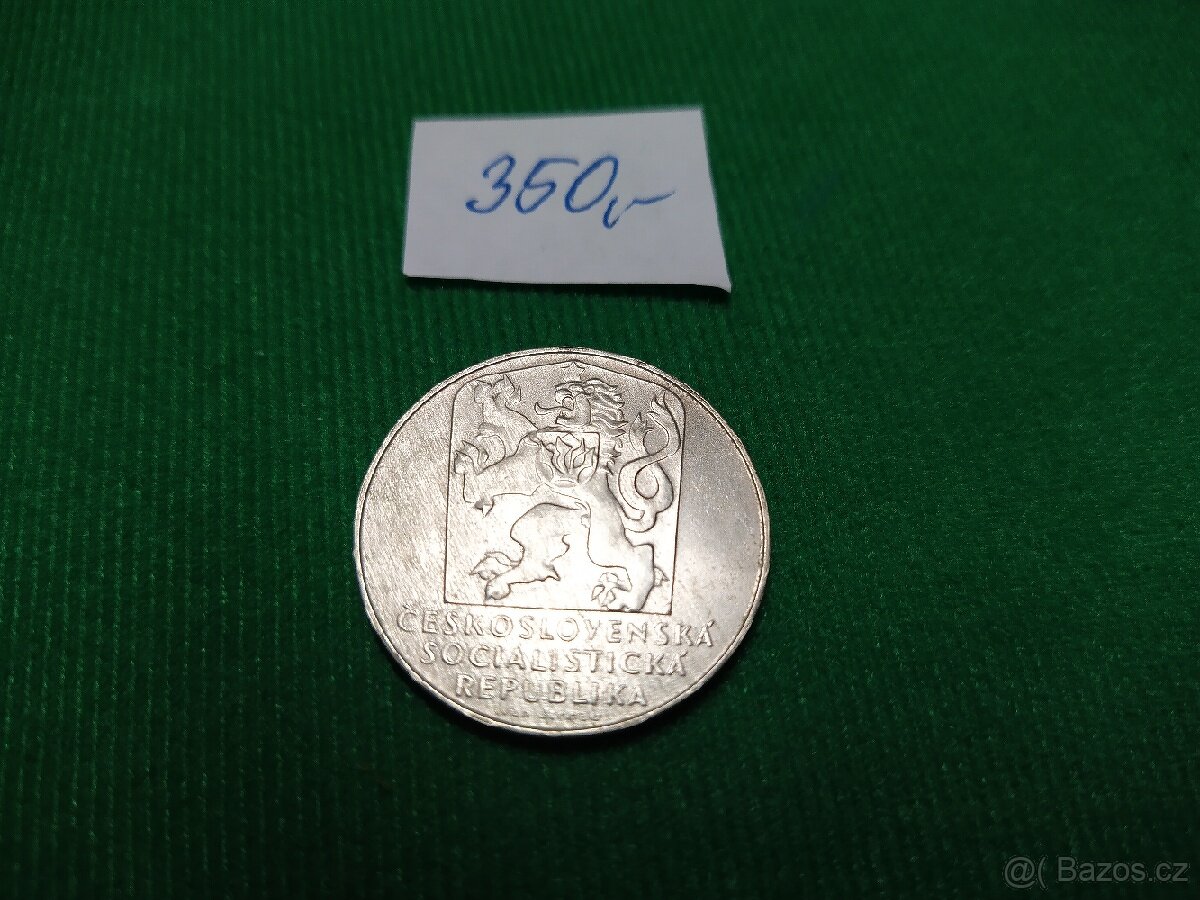 350,-
ČESKOSLOVENSKÁ
SOCIALISTICKÁ
REPUBLIKA
@( Bazos.cz